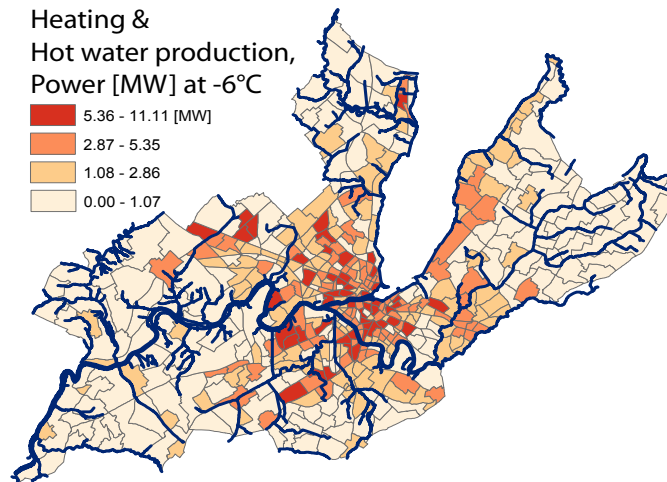 Heating &
Hot water production,
Power [MW] at -6°C
5.36 - 11.11 [MW]
2.87 - 5.35
1.08 - 2.86
0.00 - 1.07